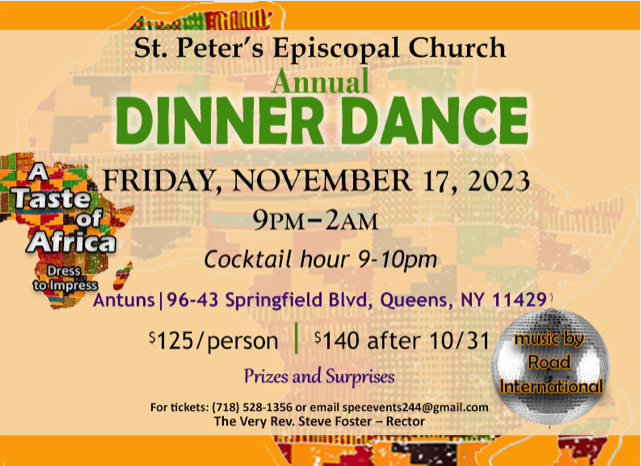 St. Peter's Episcopal Church
Annual
DINNER DANCE
FRIDAY, NOVEMBER 17, 2023
9PM–2AM
Cocktail hour 9-10pm
A
Taste
of
Africa
Dress
to Impress
Antuns|96-43 Springfield Blvd, Queens, NY 11429)
$125/person | $140 after 10/31
music by
Road
International
Prizes and Surprises
For tickets: (718) 528-1356 or email specevents244@gmail.com
The Very Rev. Steve Foster – Rector